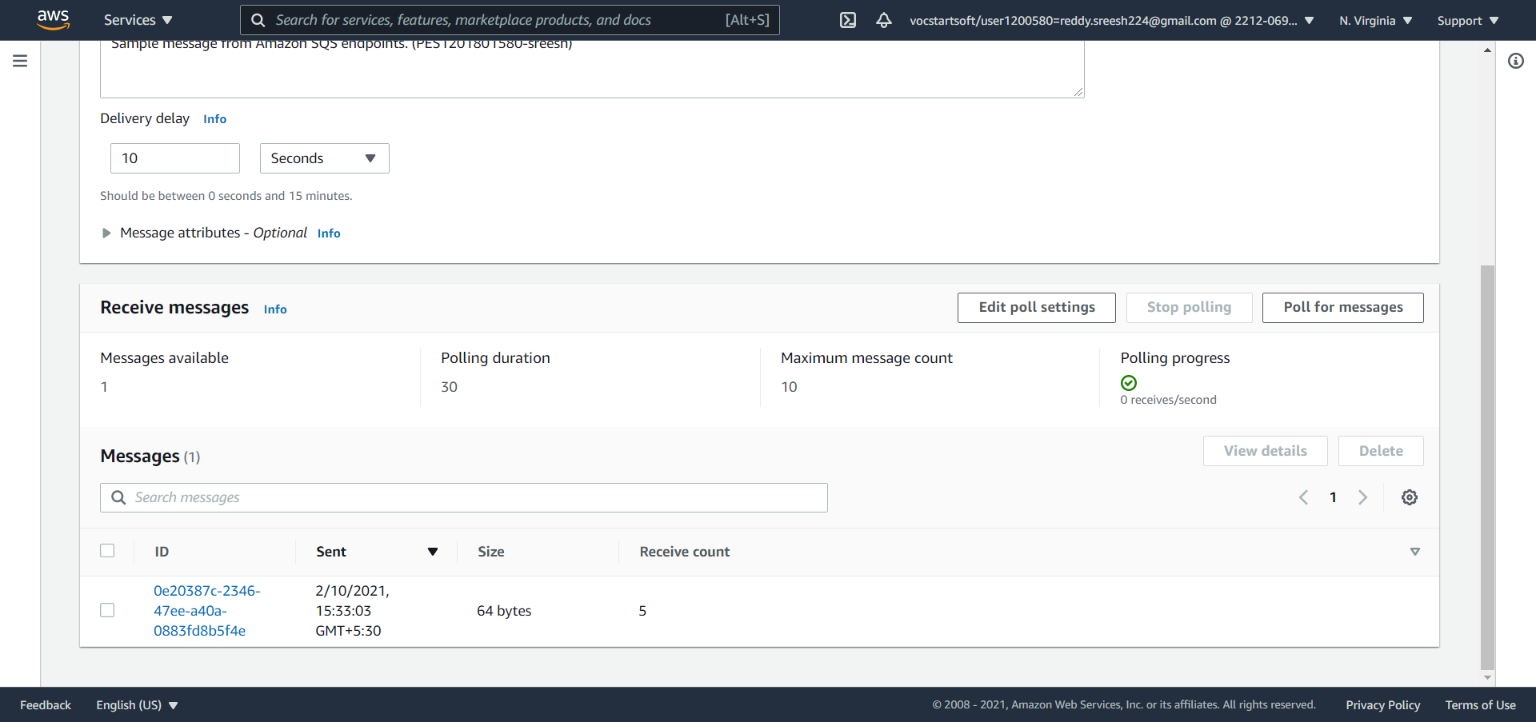 aws Services Search for services, features, marketplace products, and docs [Alt+S] vocstartsoft/user1200580=reddy.sreesh224@gmail.com @ 2212-069... N. Virginia Support
Sample message from Amazon SQS endpoints. (PES1201801580-sreesh)
Delivery delay Info
10 Seconds
Should be between 0 seconds and 15 minutes.
Message attributes - Optional Info
Receive messages Info Edit poll settings Stop polling Poll for messages
Messages available Polling duration Maximum message count Polling progress
1 30 10
0 receives/second
Messages (1) View details Delete
Search messages 1
ID Sent Size Receive count
0e20387c-2346- 2/10/2021,
47ee-a40a- 15:33:03 64 bytes 5
0883fd8b5f4e GMT+5:30
Feedback English (US) © 2008 - 2021, Amazon Web Services, Inc. or its affiliates. All rights reserved. Privacy Policy Terms of Use